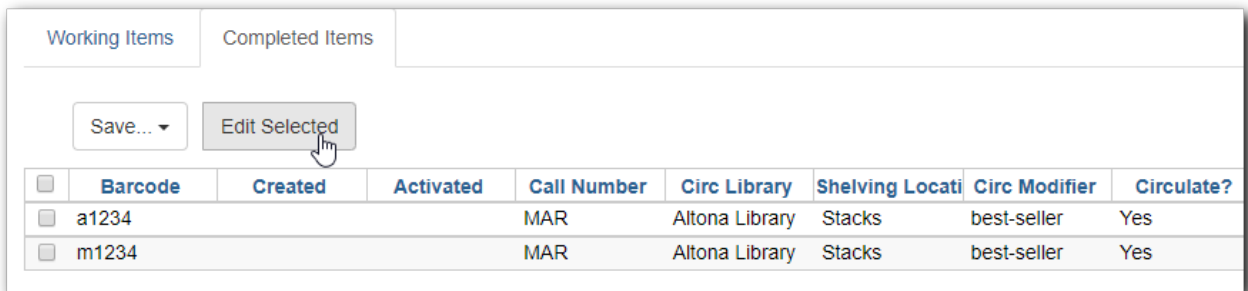 Working Items Completed Items
Save... Edit Selected
Barcode Created Activated Call Number Circ Library Shelving Locati Circ Modifier Circulate?
a1234 MAR Altona Library Stacks best-seller Yes
m1234 MAR Altona Library Stacks best-seller Yes